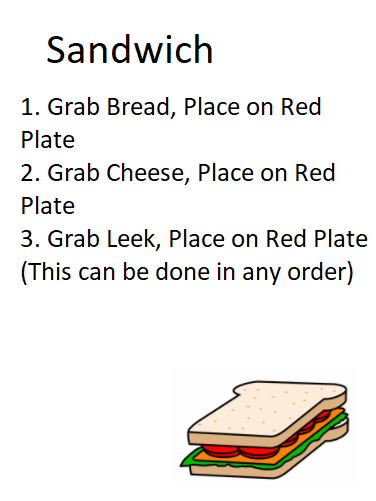 Sandwich
1. Grab Bread, Place on Red
Plate
2. Grab Cheese, Place on Red
Plate
3. Grab Leek, Place on Red Plate
(This can be done in any order)